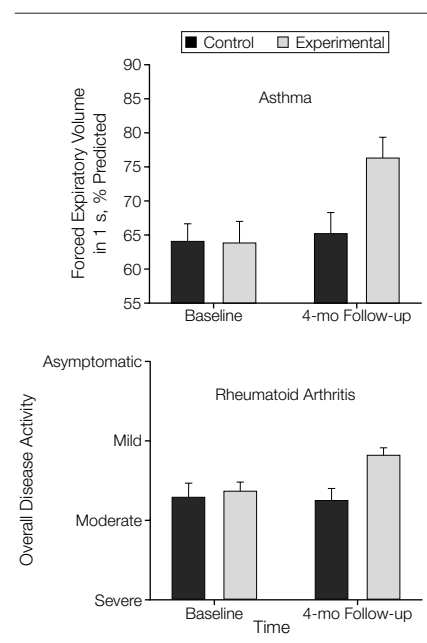 Control Experimental
Forced Expiratory Volume
in 1 s, % Predicted
90
85
80
75
70
65
60
55
Asthma
Baseline 4-mo Follow-up
Overall Disease Activity
Asymptomatic
Mild
Moderate
Severe
Rheumatoid Arthritis
Baseline 4-mo Follow-up
Time